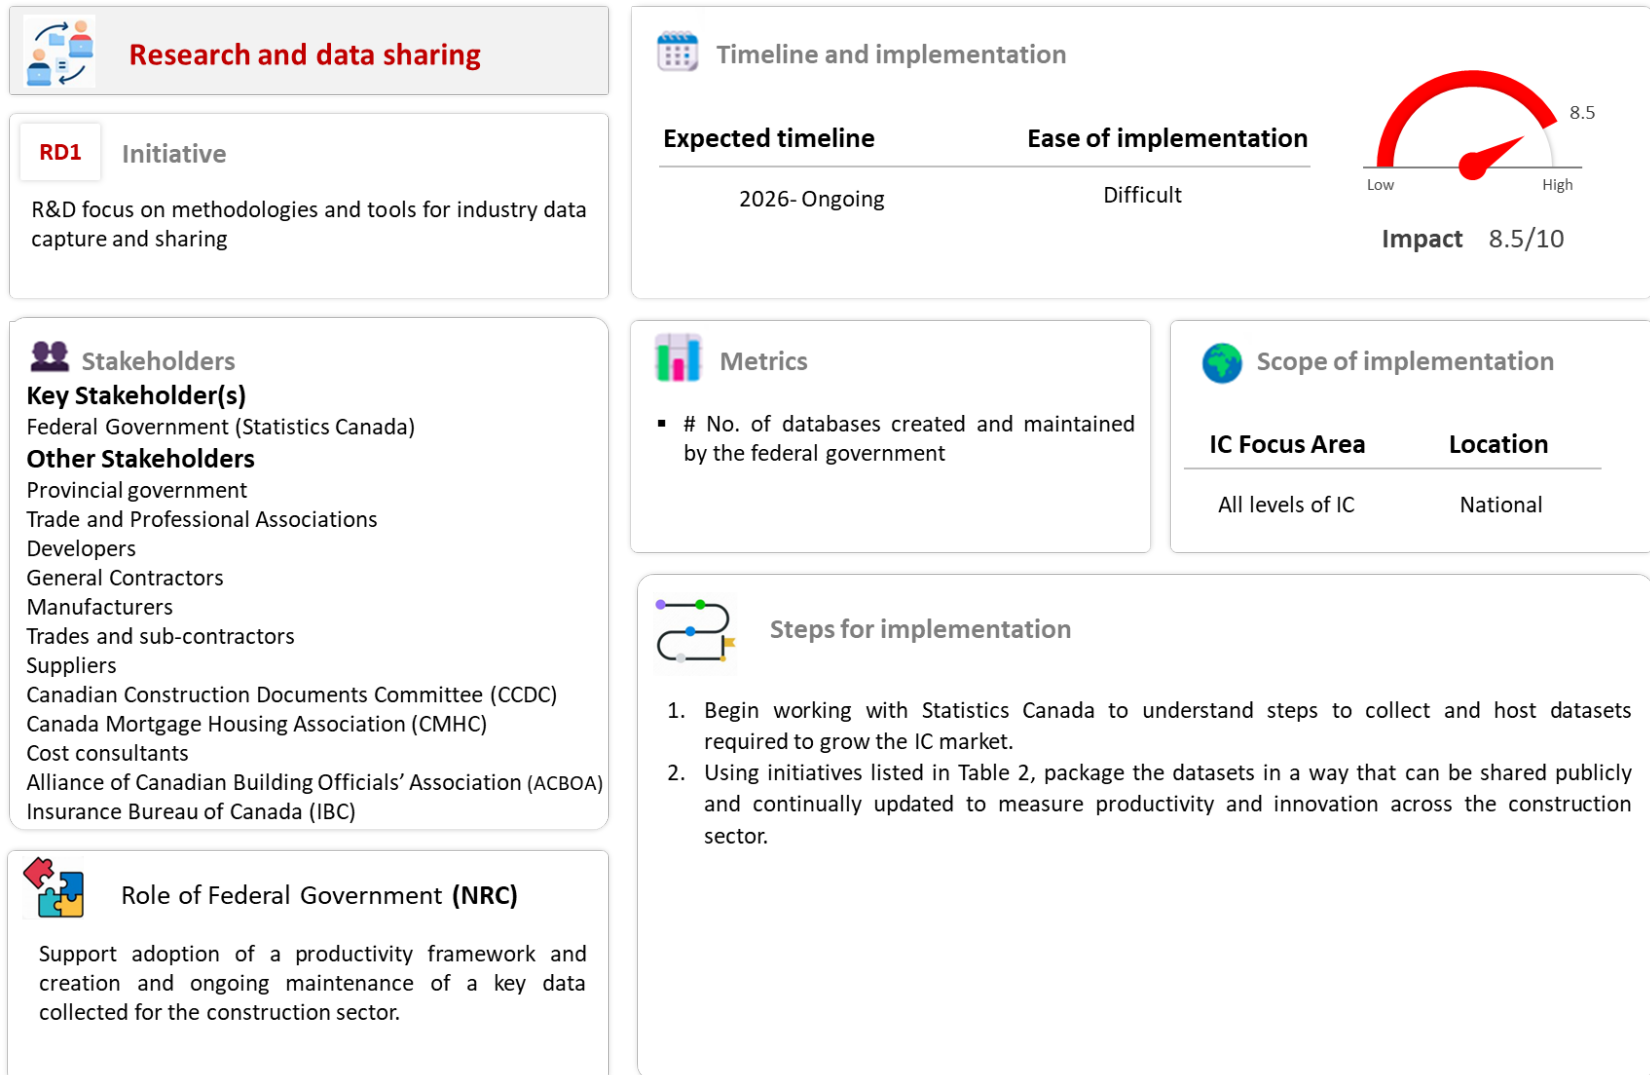 Research and data sharing
RD1
Initiative
R&D focus on methodologies and tools for industry data
capture and sharing
Stakeholders
Key Stakeholder(s)
Federal Government (Statistics Canada)
Other Stakeholders
Provincial government
Trade and Professional Associations
Developers
General Contractors
Manufacturers
Trades and sub-contractors
Suppliers
Canadian Construction Documents Committee (CCDC)
Canada Mortgage Housing Association (CMHC)
Cost consultants
Alliance of Canadian Building Officials’ Association (ACBOA)
Insurance Bureau of Canada (IBC)
Role of Federal Government (NRC)
Support adoption of a productivity framework and
creation and ongoing maintenance of a key data
collected for the construction sector.
Timeline and implementation
Expected timeline
Ease of implementation
2026- Ongoing
Difficult
8.5
Low
High
Impact 8.5/10
Metrics
▪ # No. of databases created and maintained
by the federal government
Scope of implementation
IC Focus Area
Location
All levels of IC
National
Steps for implementation
1. Begin working with Statistics Canada to understand steps to collect and host datasets
required to grow the IC market.
2. Using initiatives listed in Table 2, package the datasets in a way that can be shared publicly
and continually updated to measure productivity and innovation across the construction
sector.